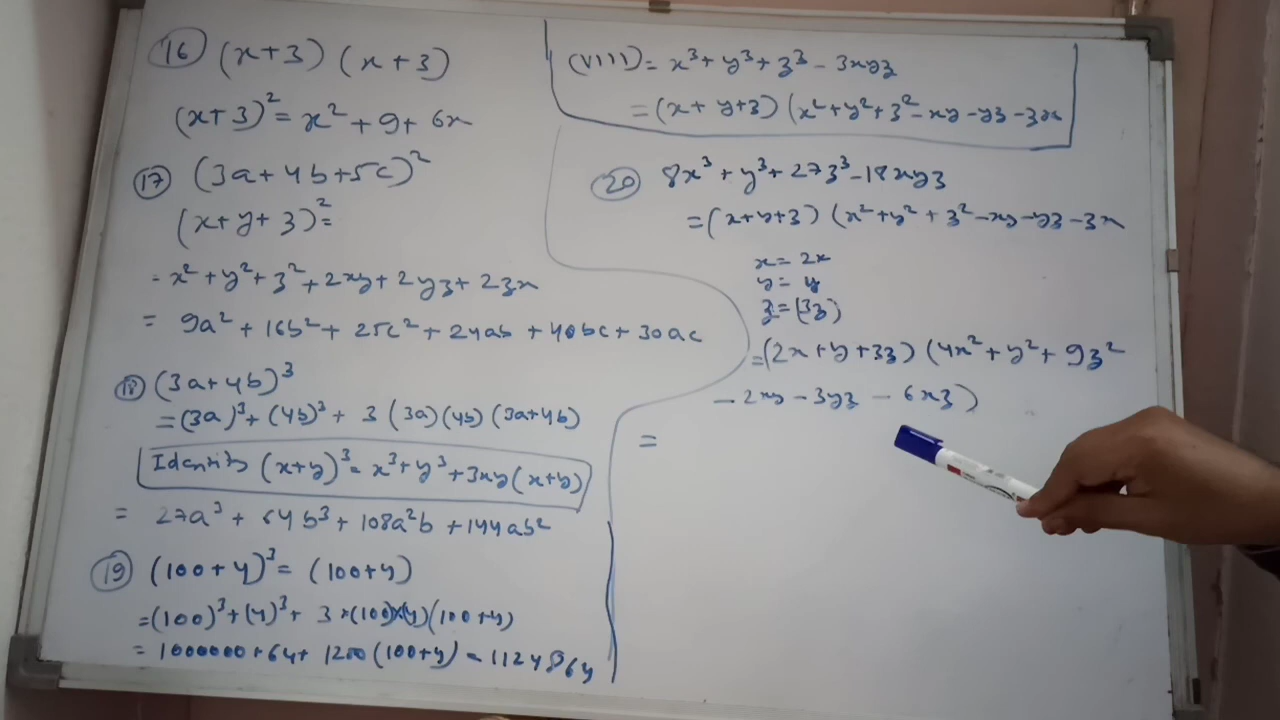 16 (x+3) (x+3)
(x+3)² = x² + 9 + 6x
17 (3a+4b+5c)²
(x+y+z)² =
= x² + y² + z² + 2xy + 2yz + 2zx
= 9a² + 16b² + 25c² + 24ab + 40bc + 30ac
18 (3a+4b)³
= (3a)³ + (4b)³ + 3 (3a)(4b) (3a+4b)
Identity (x+y)³ = x³ + y³ + 3xy(x+y)
= 27a³ + 64b³ + 108a²b + 144ab²
19 (100+4)³ = (100+4)
= (100)³ + (4)³ + 3×(100)×(4)(100+4)
= 1000000 + 64 + 1200 (100+4) = 1124864
(VIII) = x³ + y³ + z³ - 3xyz
= (x+y+z) (x²+y²+z²-xy-yz-zx
20 8x³ + y³ + 27z³ - 18xyz
= (x+y+z) (x²+y²+z²-xy-yz-zx
x = 2x
y = y
z = (3z)
= (2x+y+3z) (4x²+y²+9z²
- 2xy - 3yz - 6xz)
=